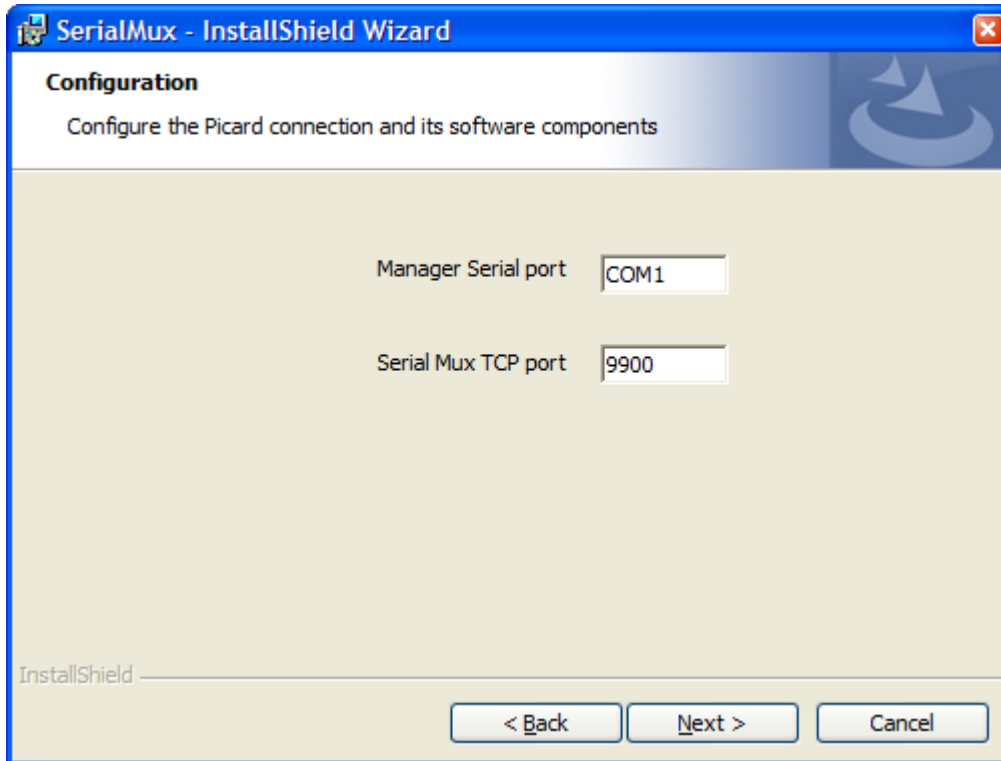 SerialMux - InstallShield Wizard
Configuration
Configure the Picard connection and its software components
Manager Serial port COM1
Serial Mux TCP port 9900
InstallShield
< Back Next > Cancel